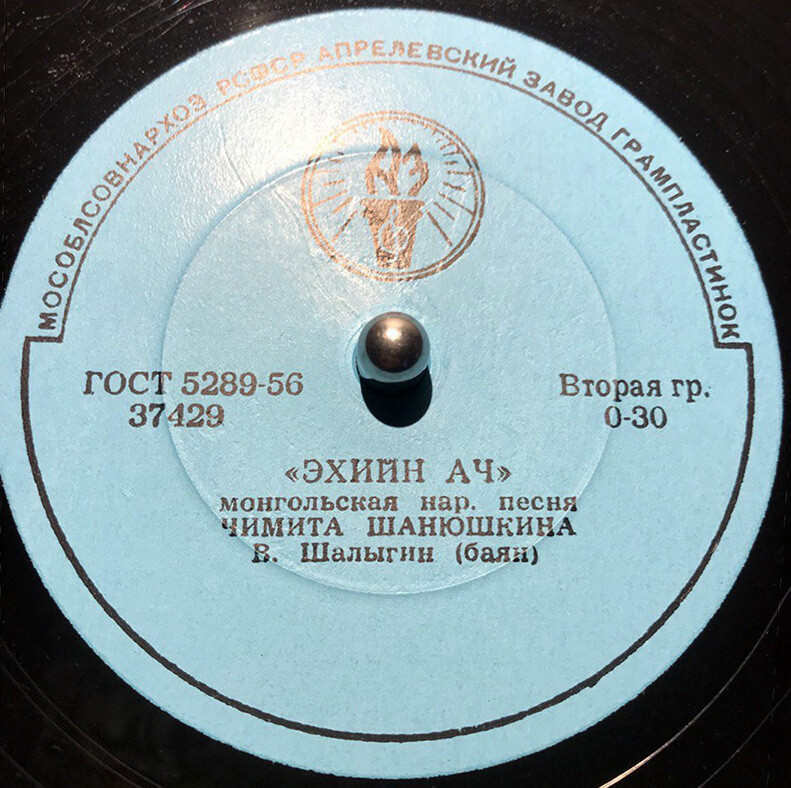 МОСОБЛСОВНАРХОЗ РСФСР АПРЕЛЕВСКИЙ ЗАВОД ГРАМПЛАСТИНОК
ГОСТ 5289-56
37429
Вторая гр.
0-30
«ЭХИЙН АЧ»
монгольская нар. песня
ЧИМИТА ШАНЮШКИНА
В. Шалыгин (баян)